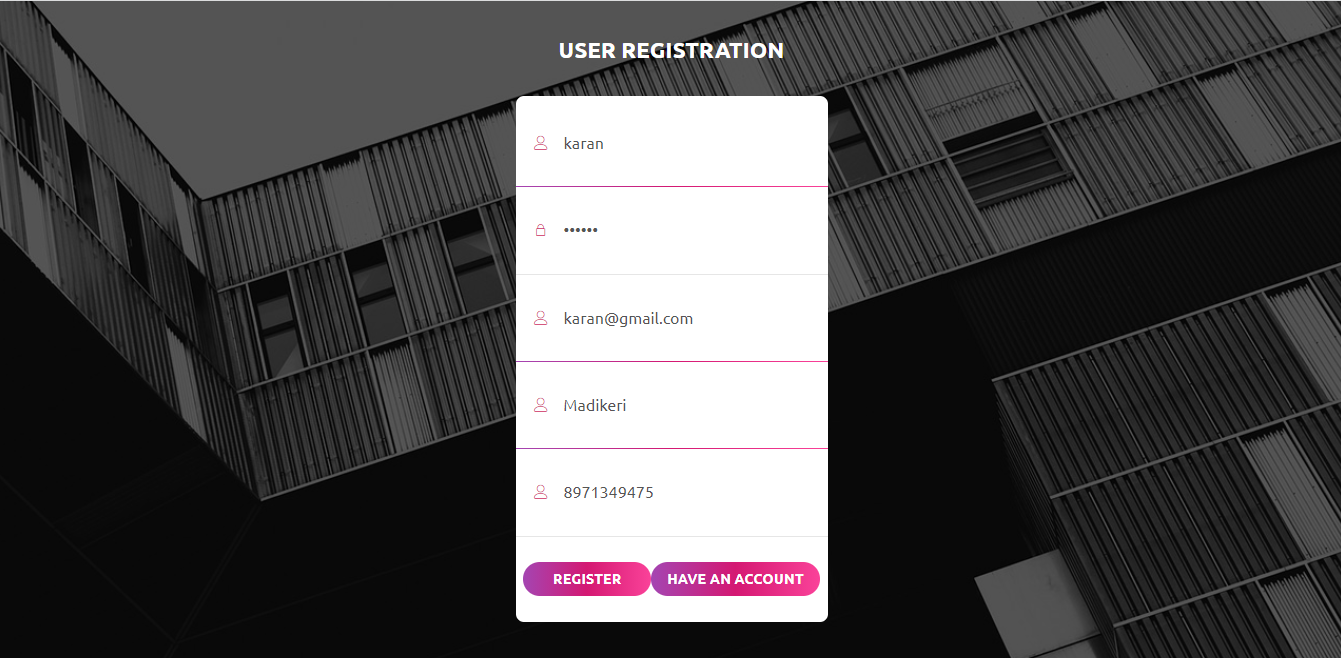 USER REGISTRATION
karan
••••••
karan@gmail.com
Madikeri
8971349475
REGISTER HAVE AN ACCOUNT